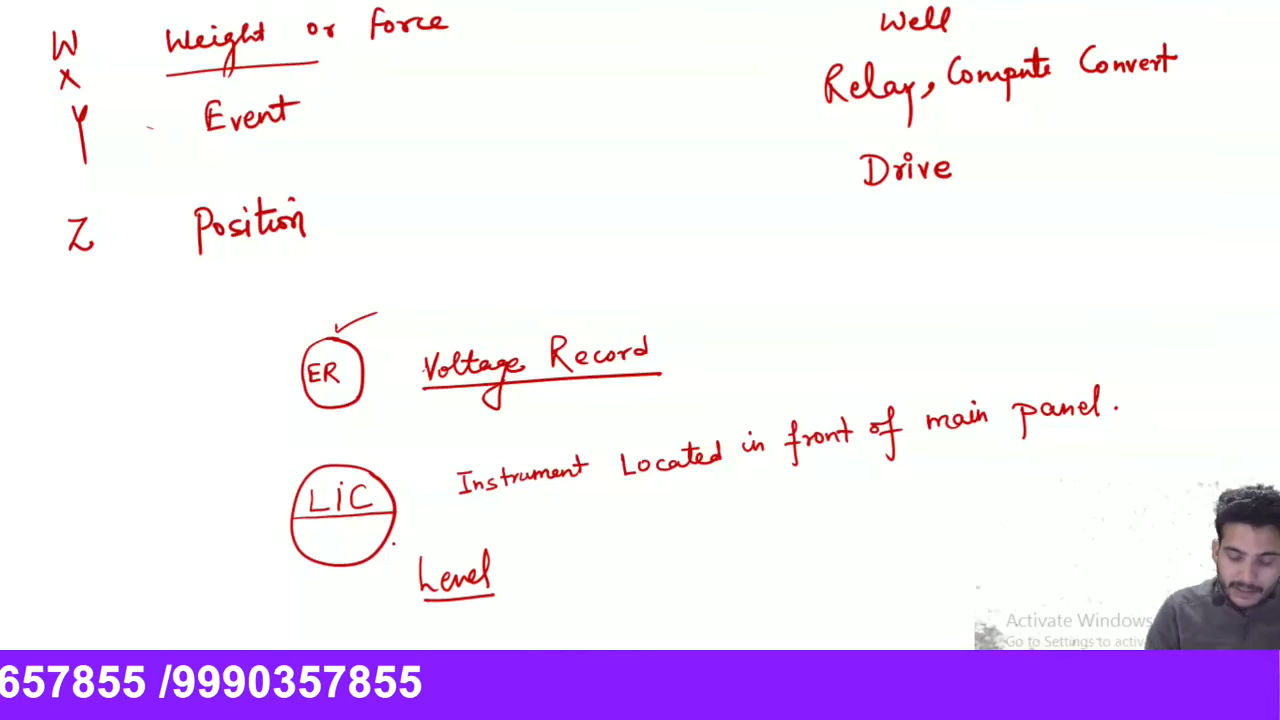 W Weight or Force Well
X
Y Event Relay, Compute Convert
Drive
Z Position
ER Voltage Record
LiC Instrument Located in front of main panel.
Level
Activate Windows
Go to Settings to activ
657855 /9990357855